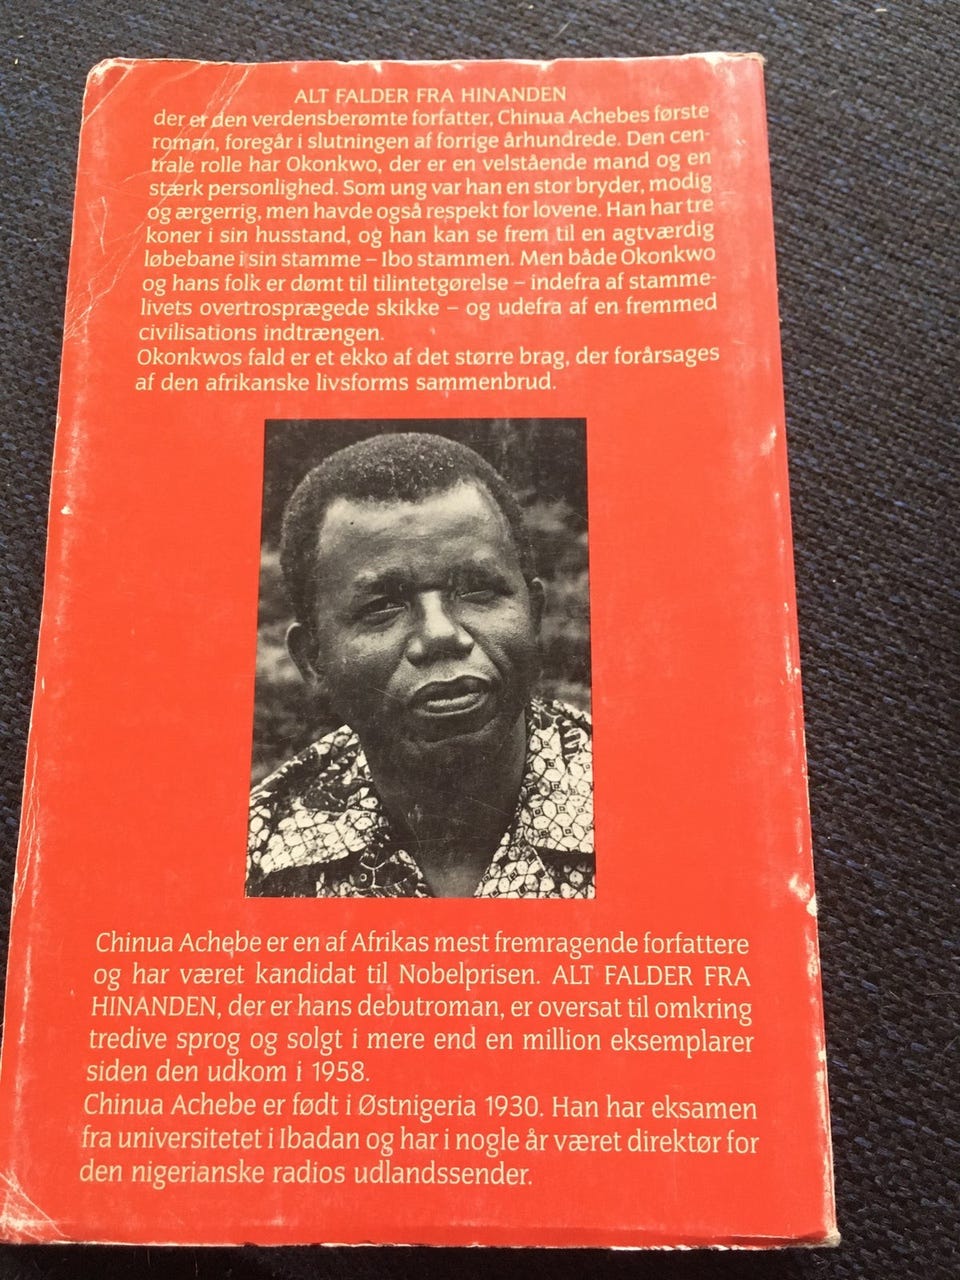 ALT FALDER FRA HINANDEN
der er den verdensberømte forfatter, Chinua Achebes første
roman, foregår i slutningen af forrige århundrede. Den cen-
trale rolle har Okonkwo, der er en velstående mand og en
stærk personlighed. Som ung var han en stor bryder, modig
og ærgerrig, men havde også respekt for lovene. Han har tre
koner i sin husstand, og han kan se frem til en agtværdig
løbebane i sin stamme – Ibo stammen. Men både Okonkwo
og hans folk er dømt til tilintetgørelse – indefra af stamme-
livets overtrosprægede skikke – og udefra af en fremmed
civilisations indtrængen.
Okonkwos fald er et ekko af det større brag, der forårsages
af den afrikanske livsforms sammenbrud.
Chinua Achebe er en af Afrikas mest fremragende forfattere
og har været kandidat til Nobelprisen. ALT FALDER FRA
HINANDEN, der er hans debutroman, er oversat til omkring
tredive sprog og solgt i mere end en million eksemplarer
siden den udkom i 1958.
Chinua Achebe er født i Østnigeria 1930. Han har eksamen
fra universitetet i Ibadan og har i nogle år været direktør for
den nigerianske radios udlandssender.